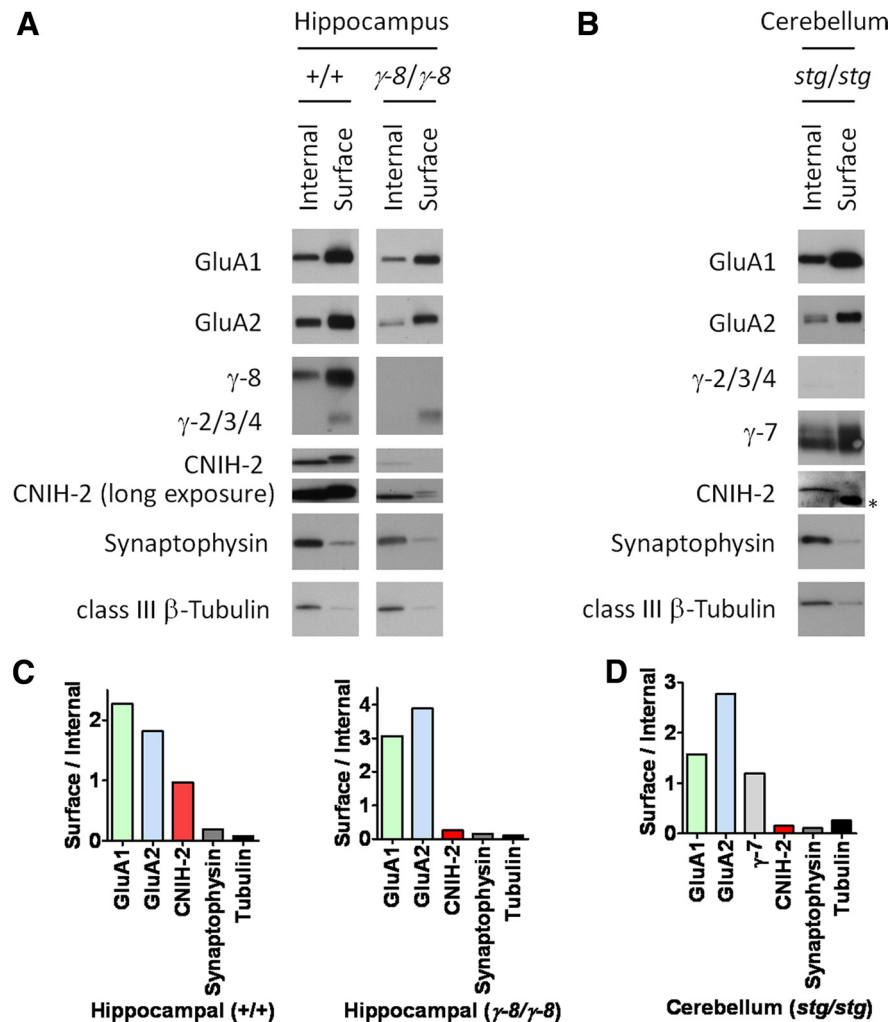 A
Hippocampus
+/+
γ-8/γ-8
Internal
Surface
Internal
Surface
GluA1
GluA2
γ-8
γ-2/3/4
CNIH-2
CNIH-2 (long exposure)
Synaptophysin
class III β-Tubulin
B
Cerebellum
stg/stg
Internal
Surface
GluA1
GluA2
γ-2/3/4
γ-7
CNIH-2
*
Synaptophysin
class III β-Tubulin
C
Surface / Internal
2
1
0
GluA1
GluA2
CNIH-2
Synaptophysin
Tubulin
Hippocampal (+/+)
Surface / Internal
4
3
2
1
0
GluA1
GluA2
CNIH-2
Synaptophysin
Tubulin
Hippocampal (γ-8/γ-8)
D
Surface / Internal
3
2
1
0
GluA1
GluA2
γ-7
CNIH-2
Synaptophysin
Tubulin
Cerebellum (stg/stg)